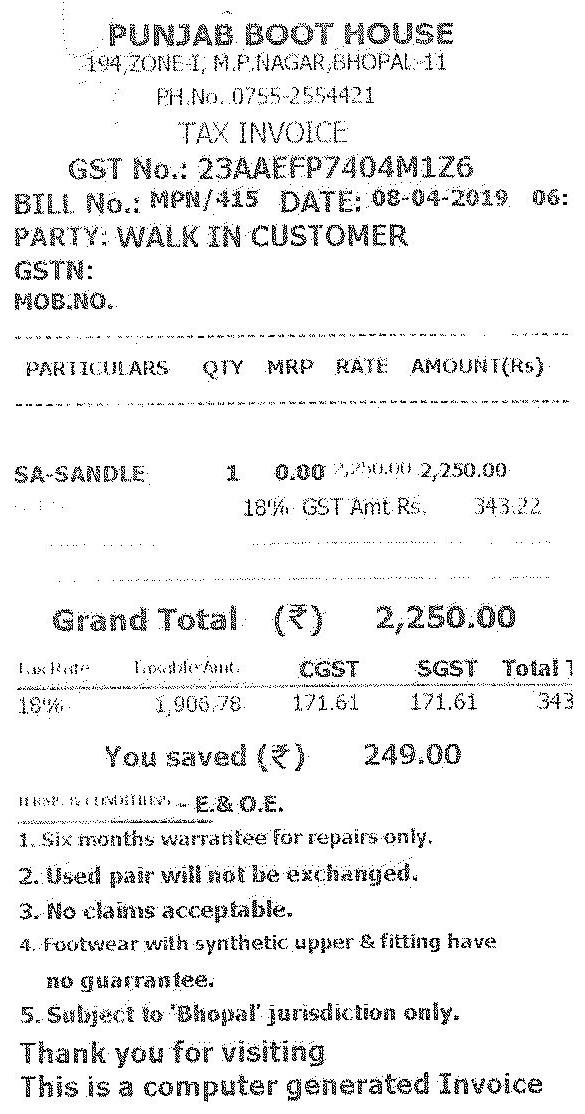 PUNJAB BOOT HOUSE
194,ZONE-I, M.P.NAGAR,BHOPAL-11
PH.No. 0755-2554421
TAX INVOICE
GST No.: 23AAEFP7404M1Z6
BILL No.: MPN/415 DATE: 08-04-2019 06:
PARTY: WALK IN CUSTOMER
GSTN:
MOB.NO.
PARTICULARS QTY MRP RATE AMOUNT(Rs)
SA-SANDLE 1 0.00 2,250.00 2,250.00
18% GST Amt Rs. 343.22
Grand Total (₹) 2,250.00
Tax Rate Taxable Amt. CGST SGST Total T
18% 1,906.78 171.61 171.61 343
You saved (₹) 249.00
TERMS & CONDITIONS - E.& O.E.
1. Six months warrantee for repairs only.
2. Used pair will not be exchanged.
3. No claims acceptable.
4. Footwear with synthetic upper & fitting have
no guarrantee.
5. Subject to 'Bhopal' jurisdiction only.
Thank you for visiting
This is a computer generated Invoice